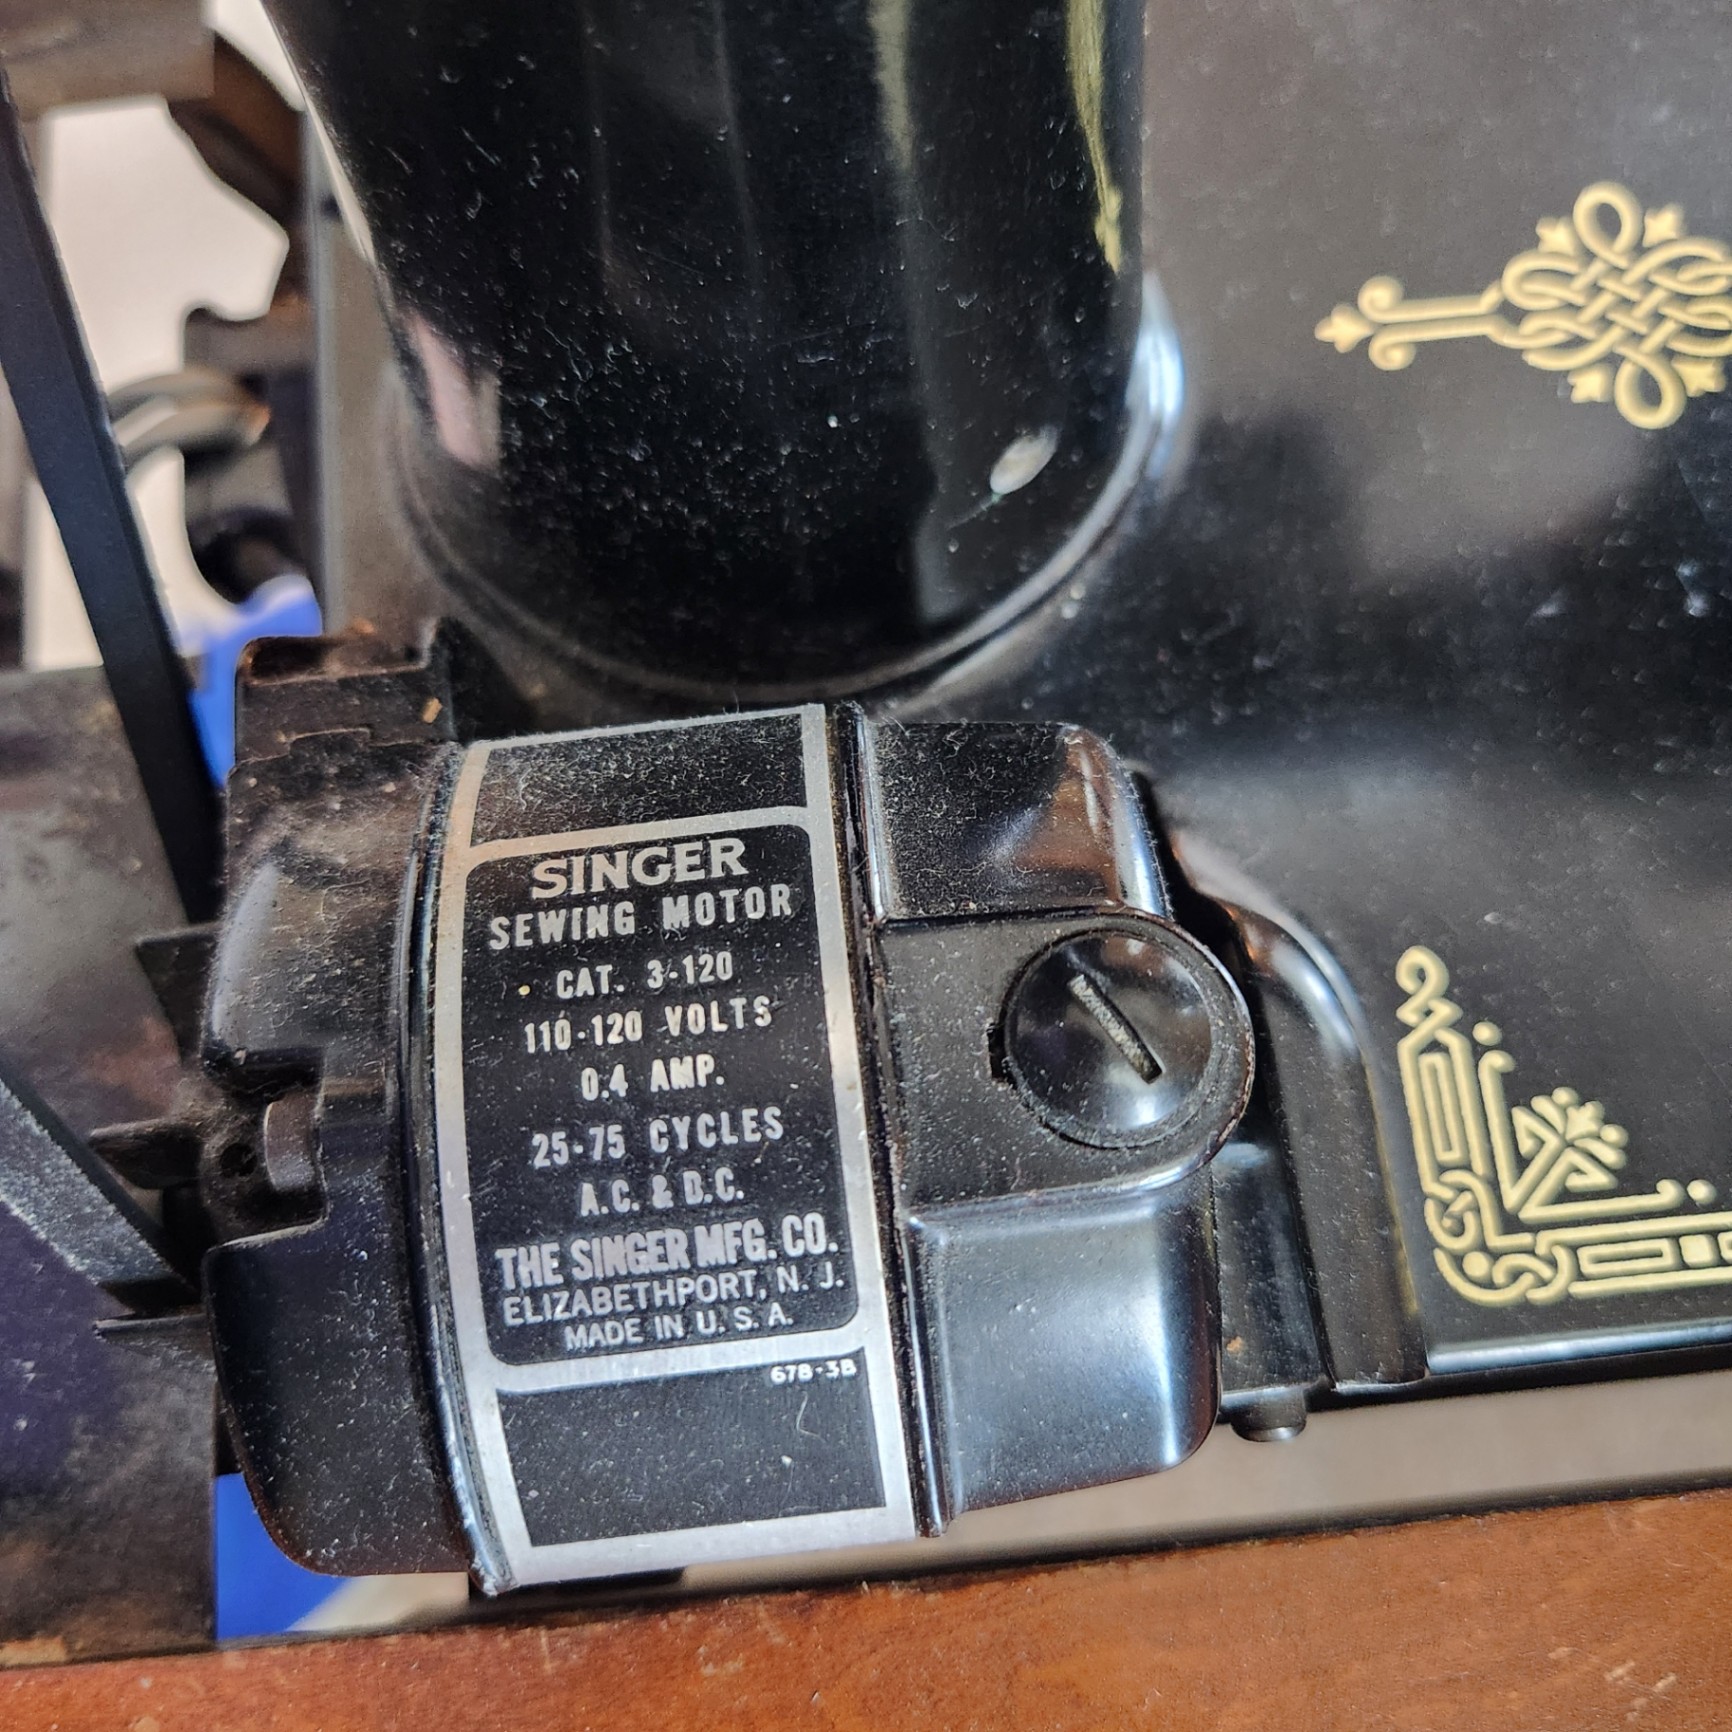 SINGER
SEWING MOTOR
CAT. 3-120
110-120 VOLTS
0.4 AMP.
25-75 CYCLES
A.C. & D.C.
THE SINGER MFG. CO.
ELIZABETHPORT, N. J.
MADE IN U. S. A.
67B-3B